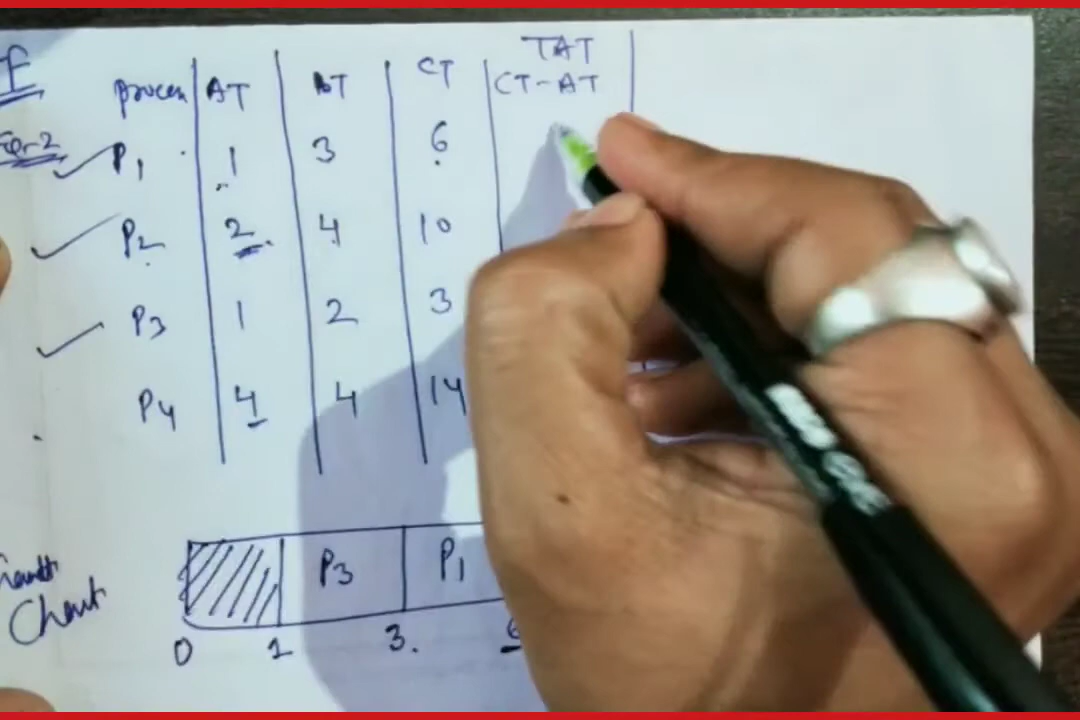 process AT BT CT TAT
CT-AT
P1 1 3 6
P2 2 4 10
P3 1 2 3
P4 4 4 14
P3 P1
Chart
0 1 3. 6